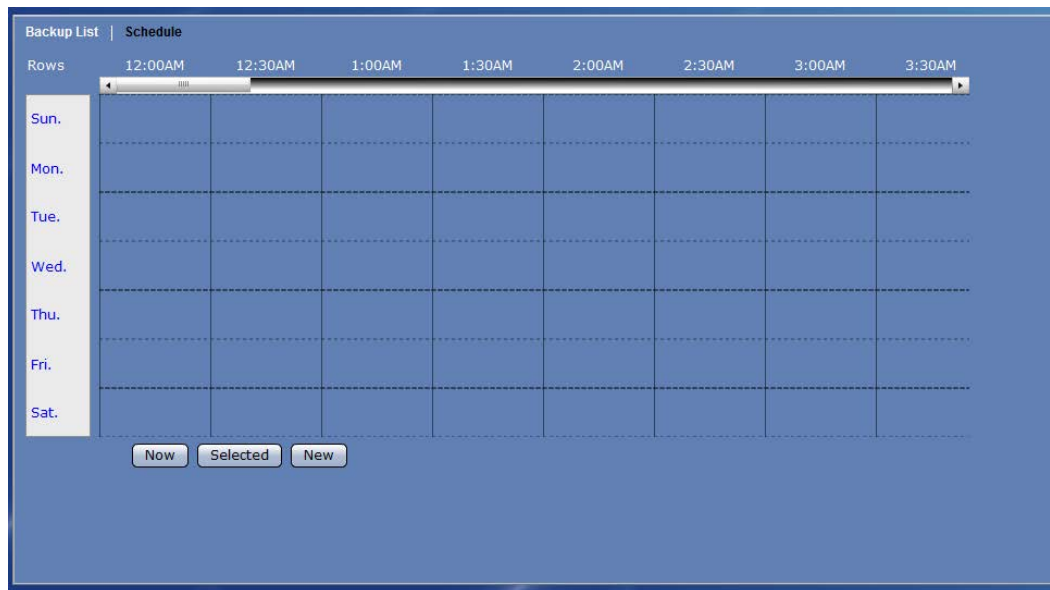 Backup List | Schedule
Rows 12:00AM 12:30AM 1:00AM 1:30AM 2:00AM 2:30AM 3:00AM 3:30AM
Sun.
Mon.
Tue.
Wed.
Thu.
Fri.
Sat.
Now Selected New